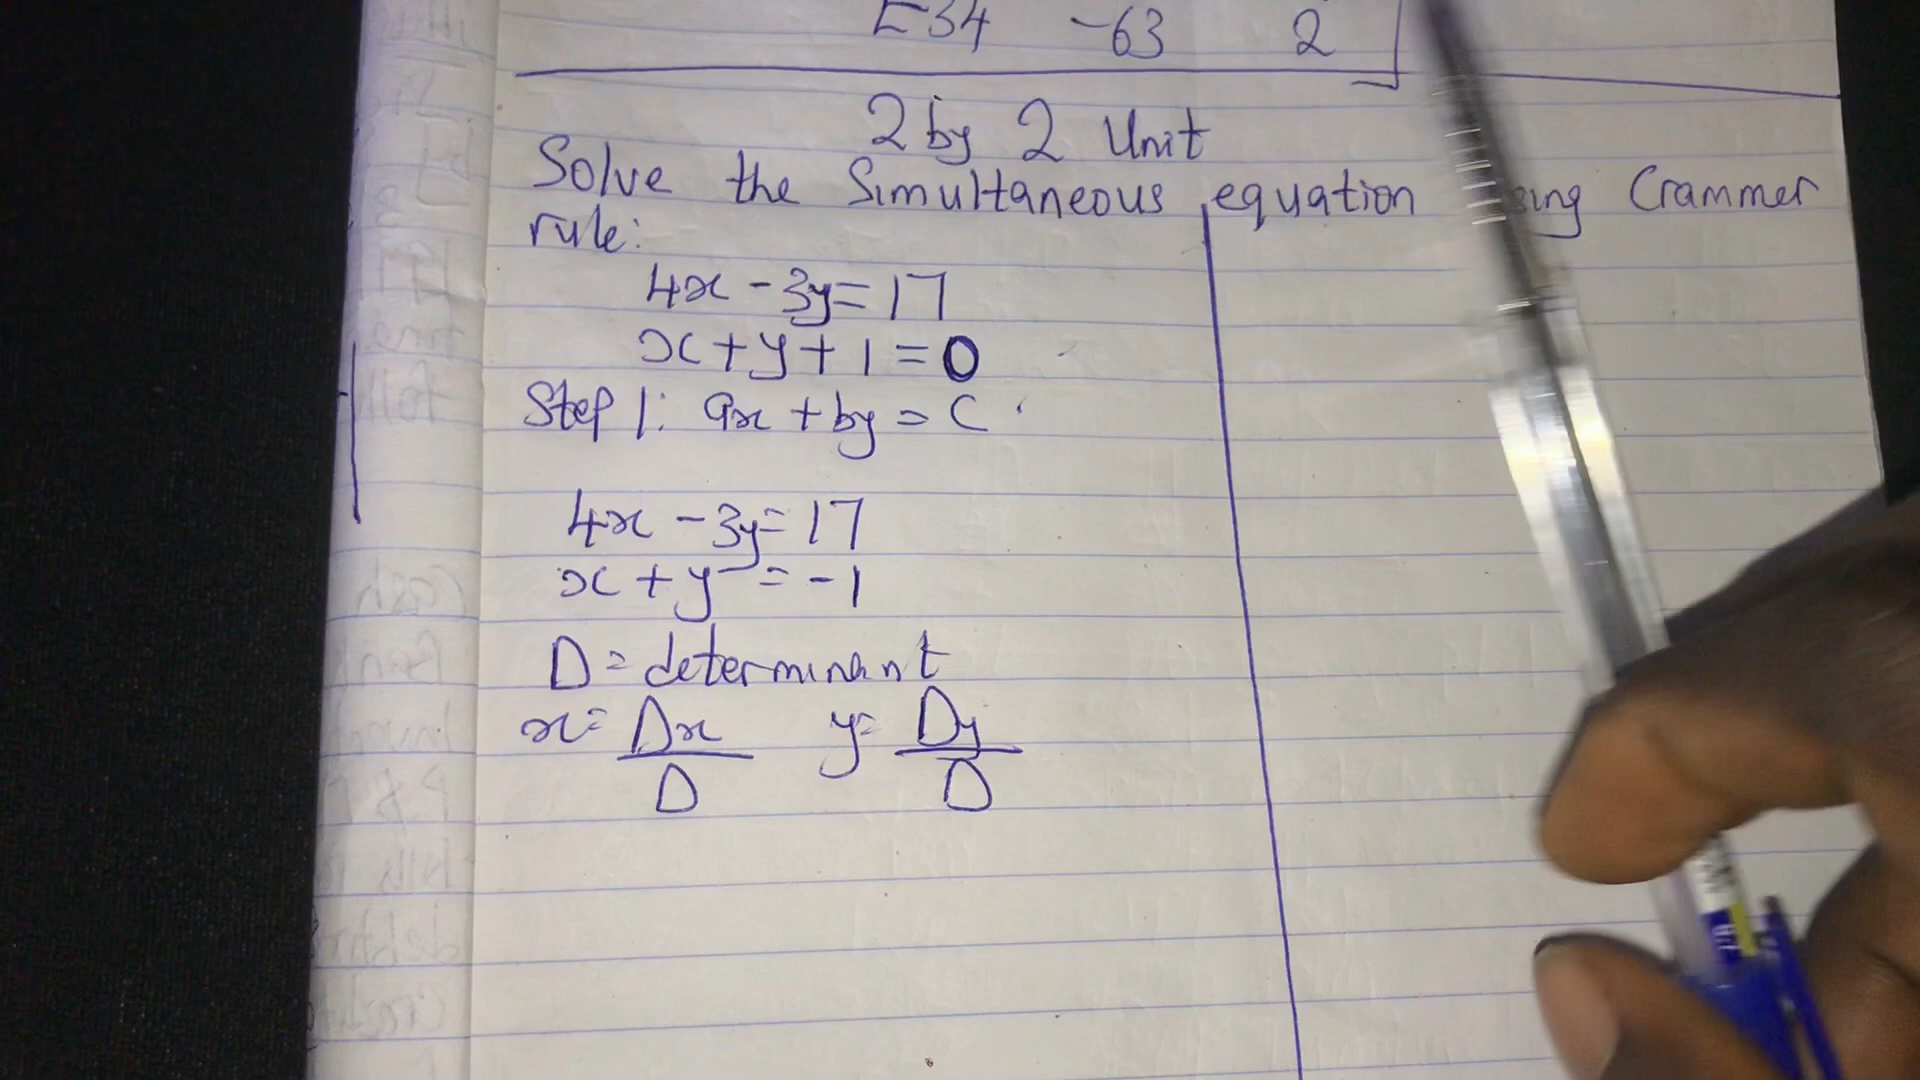 -63 2
2 by 2 Unit
Solve the Simultaneous equation Crammer
rule:
4x - 3y = 17
x + y + 1 = 0
Step 1: ax + by = C
4x - 3y = 17
x + y = -1
D = determinant
x = Dx/D y = Dy/D